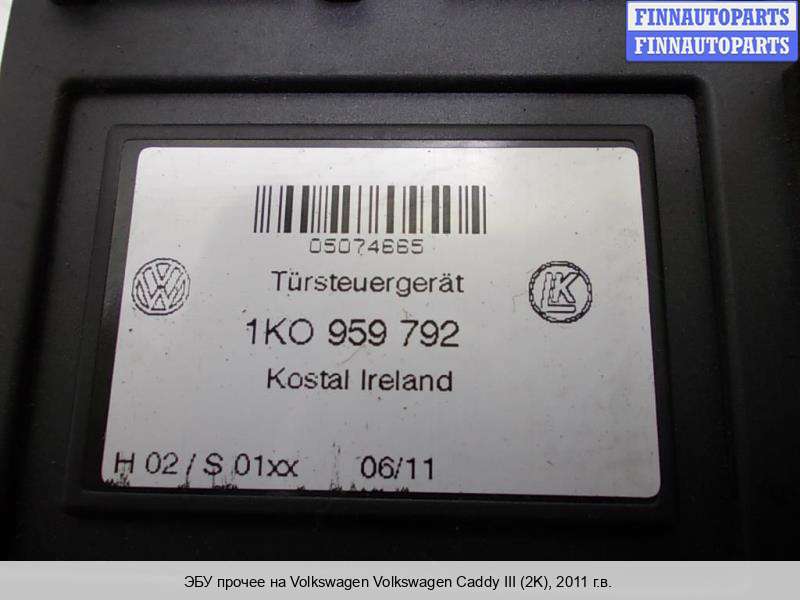 FINNAUTOPARTS
FINNAUTOPARTS
05074665
Türsteuergerät
1K0 959 792
Kostal Ireland
H 02 / S 01xx 06/11
ЭБУ прочее на Volkswagen Volkswagen Caddy III (2K), 2011 г.в.